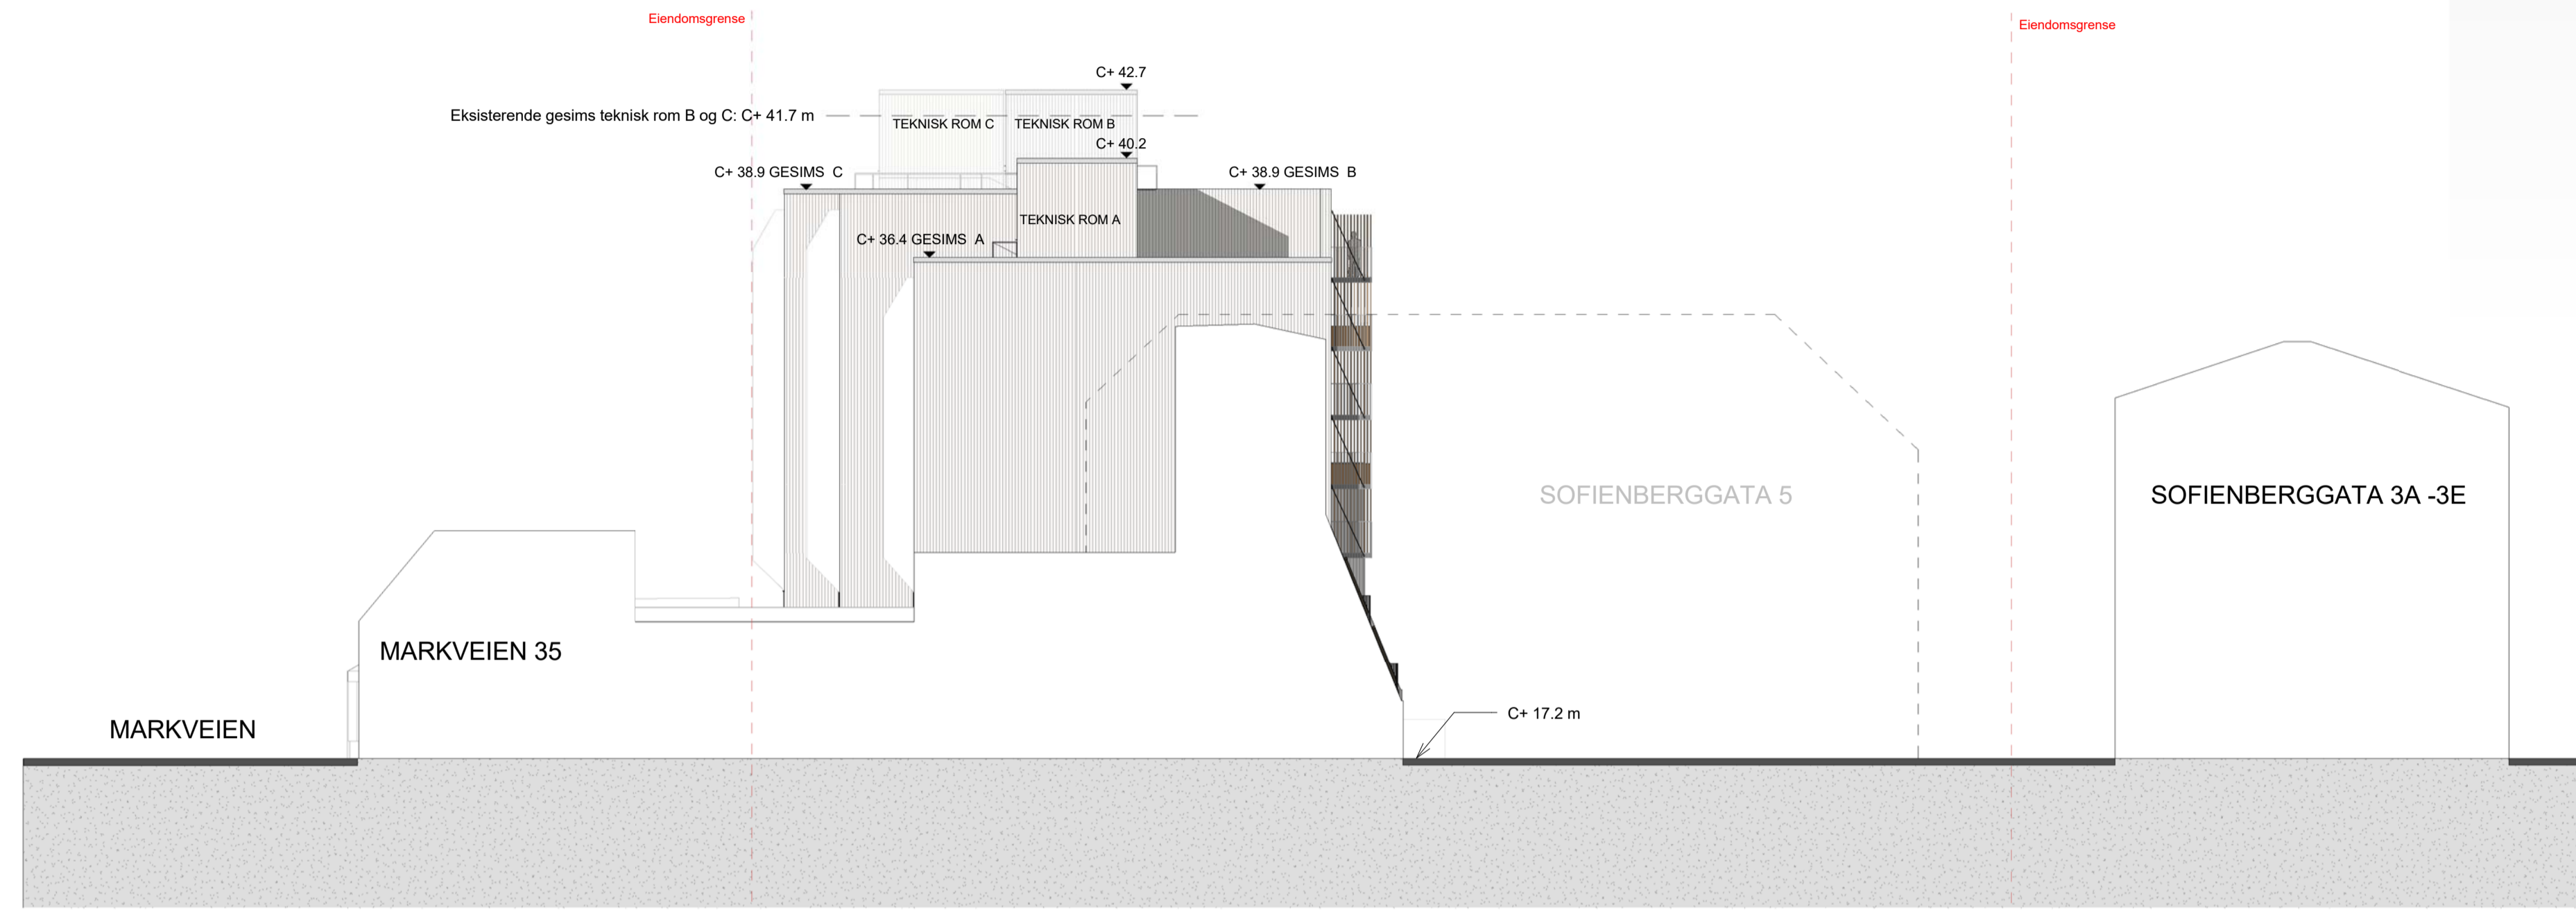 Eiendomsgrense
Eiendomsgrense
C+ 42.7
Eksisterende gesims teknisk rom B og C: C+ 41.7 m
TEKNISK ROM C
TEKNISK ROM B
C+ 40.2
C+ 38.9 GESIMS C
C+ 38.9 GESIMS B
TEKNISK ROM A
C+ 36.4 GESIMS A
SOFIENBERGGATA 5
SOFIENBERGGATA 3A -3E
MARKVEIEN 35
C+ 17.2 m
MARKVEIEN